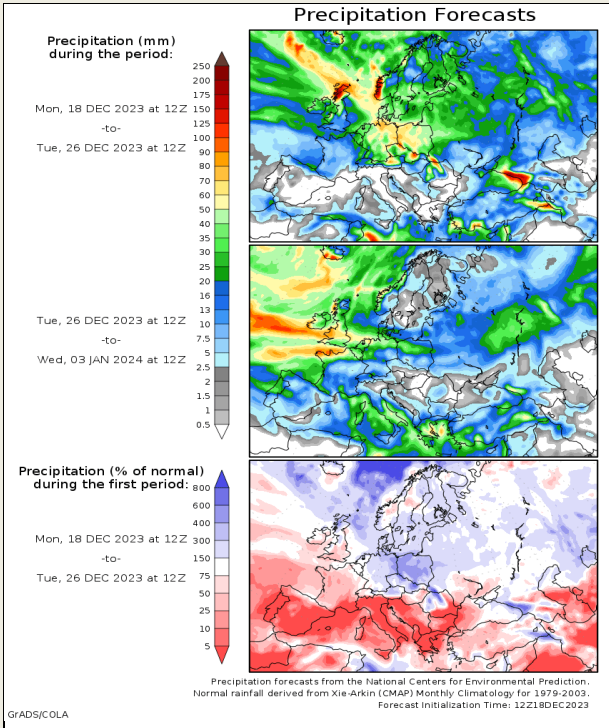 Precipitation Forecasts
Precipitation (mm)
during the period:
Mon, 18 DEC 2023 at 12Z
-to-
Tue, 26 DEC 2023 at 12Z
250
200
175
150
125
100
90
80
70
60
50
40
35
30
25
20
16
13
10
7.5
5
2.5
2
1.5
1
0.5
Tue, 26 DEC 2023 at 12Z
-to-
Wed, 03 JAN 2024 at 12Z
Precipitation (% of normal)
during the first period:
Mon, 18 DEC 2023 at 12Z
-to-
Tue, 26 DEC 2023 at 12Z
800
600
400
300
150
75
50
25
10
5
Precipitation forecasts from the National Centers for Environmental Prediction.
Normal rainfall derived from Xie-Arkin (CMAP) Monthly Climatology for 1979-2003.
Forecast Initialization Time: 12Z18DEC2023
GrADS/COLA